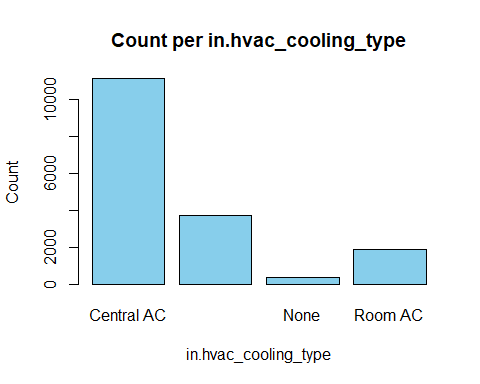 Count per in.hvac_cooling_type
Count
10000
6000
2000
0
Central AC
None
Room AC
in.hvac_cooling_type